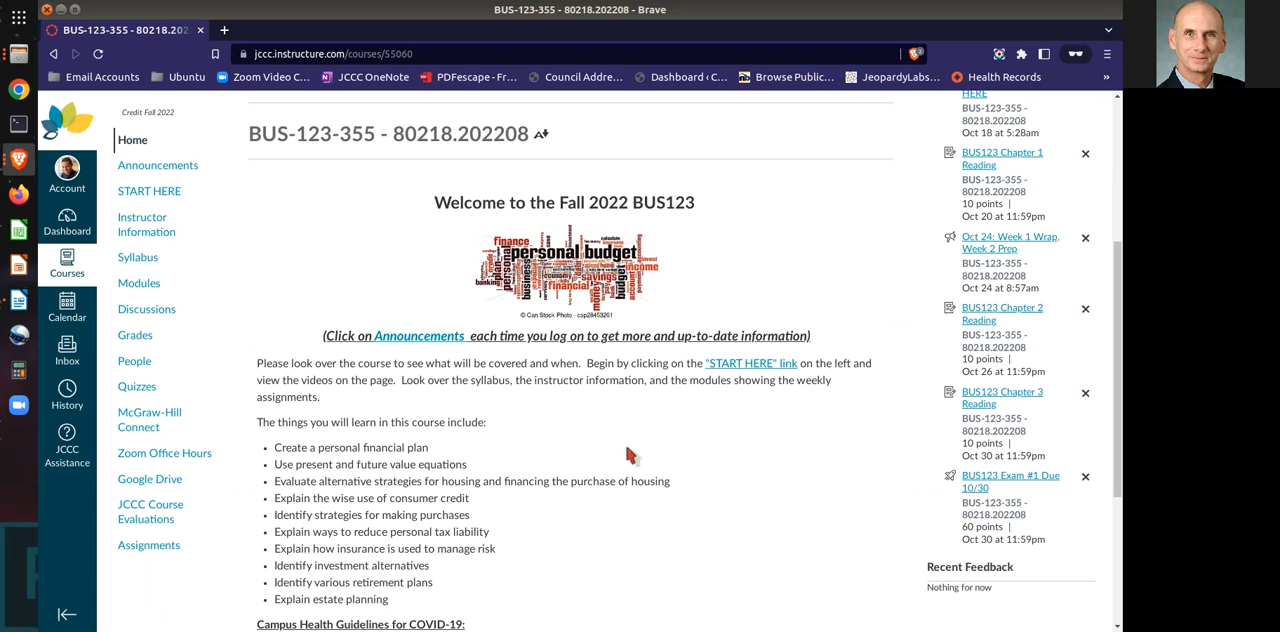 BUS-123-355 - 80218.202208 - Brave
BUS-123-355 - 80218.202
jccc.instructure.com/courses/55060
Email Accounts
Ubuntu
Zoom Video C...
JCCC OneNote
PDFescape - Fr...
Council Addre...
Dashboard ‹ C...
Browse Public...
JeopardyLabs...
Health Records
»
Credit Fall 2022
Account
Dashboard
Courses
Calendar
Inbox
History
JCCC
Assistance
Home
Announcements
START HERE
Instructor
Information
Syllabus
Modules
Discussions
Grades
People
Quizzes
McGraw-Hill
Connect
Zoom Office Hours
Google Drive
JCCC Course
Evaluations
Assignments
BUS-123-355 - 80218.202208
Welcome to the Fall 2022 BUS123
finance
personal budget
income
savings
financial
business
money
budget
© Can Stock Photo - csp28453261
(Click on Announcements each time you log on to get more and up-to-date information)
Please look over the course to see what will be covered and when. Begin by clicking on the "START HERE" link on the left and
view the videos on the page. Look over the syllabus, the instructor information, and the modules showing the weekly
assignments.
The things you will learn in this course include:
• Create a personal financial plan
• Use present and future value equations
• Evaluate alternative strategies for housing and financing the purchase of housing
• Explain the wise use of consumer credit
• Identify strategies for making purchases
• Explain ways to reduce personal tax liability
• Explain how insurance is used to manage risk
• Identify investment alternatives
• Identify various retirement plans
• Explain estate planning
Campus Health Guidelines for COVID-19:
HERE
BUS-123-355 -
80218.202208
Oct 18 at 5:28am
BUS123 Chapter 1
Reading
BUS-123-355 -
80218.202208
10 points |
Oct 20 at 11:59pm
Oct 24: Week 1 Wrap,
Week 2 Prep
BUS-123-355 -
80218.202208
Oct 24 at 8:57am
BUS123 Chapter 2
Reading
BUS-123-355 -
80218.202208
10 points |
Oct 26 at 11:59pm
BUS123 Chapter 3
Reading
BUS-123-355 -
80218.202208
10 points |
Oct 30 at 11:59pm
BUS123 Exam #1 Due
10/30
BUS-123-355 -
80218.202208
60 points |
Oct 30 at 11:59pm
Recent Feedback
Nothing for now